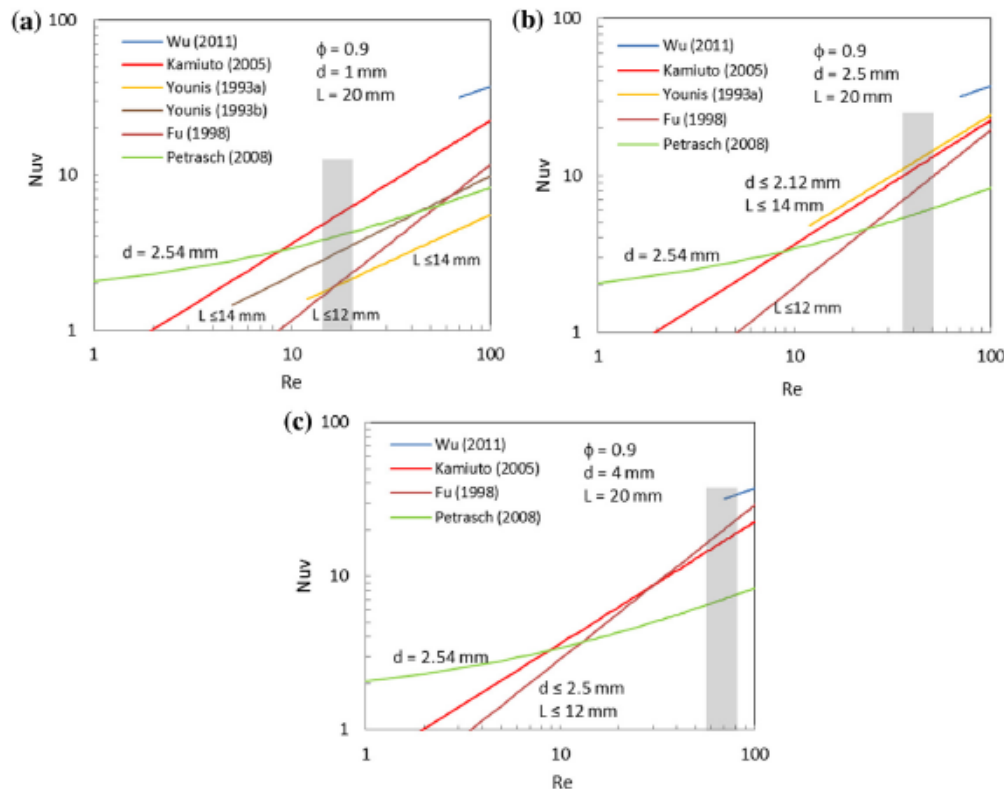 (a)
100
10
1
Nuv
Wu (2011)
Kamiuto (2005)
Younis (1993a)
Younis (1993b)
Fu (1998)
Petrasch (2008)
ϕ = 0.9
d = 1 mm
L = 20 mm
d = 2.54 mm
L ≤14 mm
L ≤14 mm
L ≤12 mm
1
10
100
Re
(b)
100
10
1
Nuv
Wu (2011)
Kamiuto (2005)
Younis (1993a)
Fu (1998)
Petrasch (2008)
ϕ = 0.9
d = 2.5 mm
L = 20 mm
d ≤ 2.12 mm
L ≤ 14 mm
d = 2.54 mm
L ≤12 mm
1
10
100
Re
(c)
100
10
1
Nuv
Wu (2011)
Kamiuto (2005)
Fu (1998)
Petrasch (2008)
ϕ = 0.9
d = 4 mm
L = 20 mm
d = 2.54 mm
d ≤ 2.5 mm
L ≤ 12 mm
1
10
100
Re